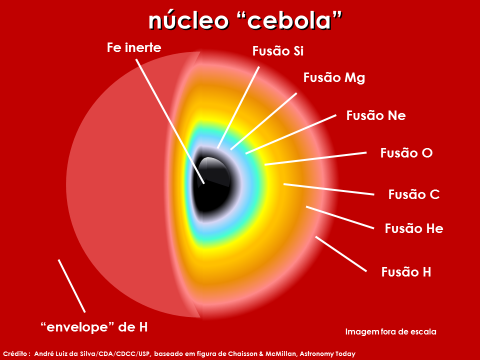 núcleo “cebola”
Fe inerte
Fusão Si
Fusão Mg
Fusão Ne
Fusão O
Fusão C
Fusão He
Fusão H
“envelope” de H
Imagem fora de escala
Crédito : André Luiz da Silva/CDA/CDCC/USP, baseado em figura de Chaisson & McMillan, Astronomy Today